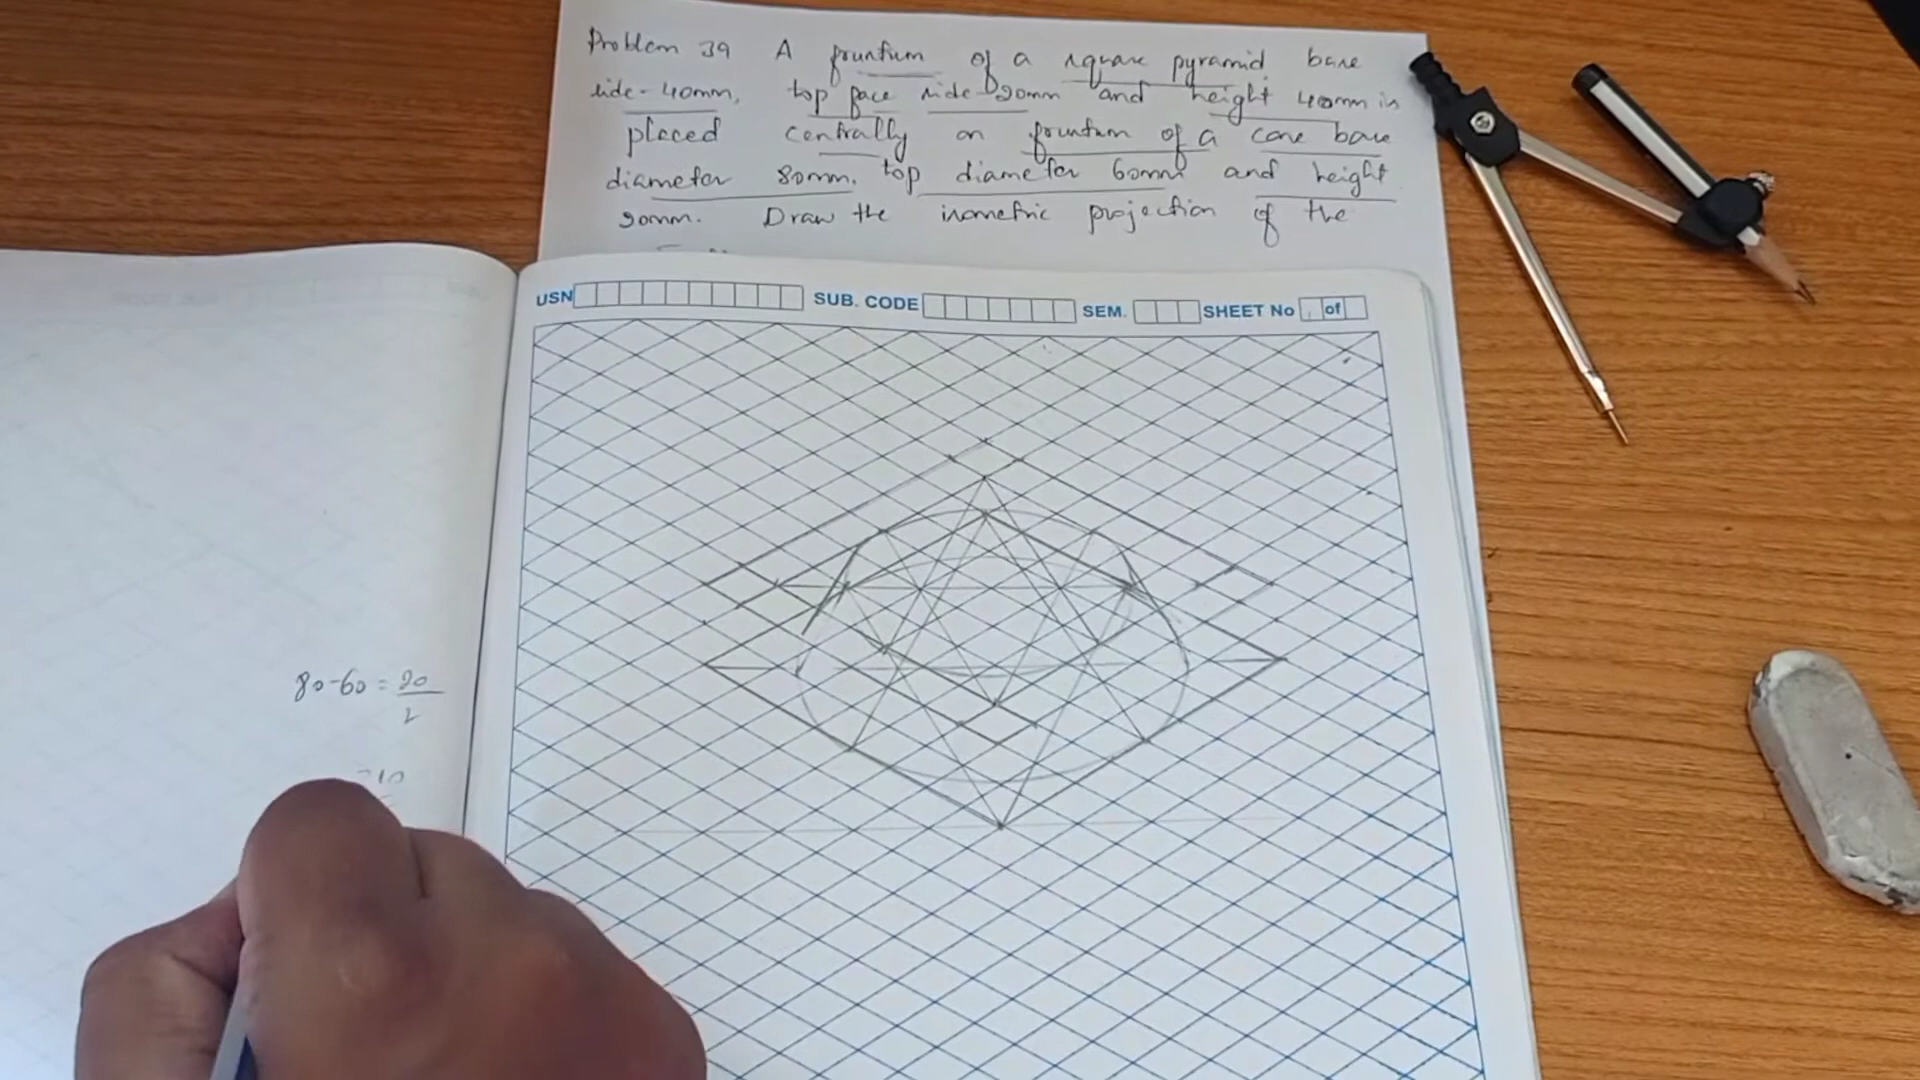 Problem 39 A frustum of a square pyramid base
side-40mm, top face side 20mm and height 40mm is
placed centrally on frustum of a cone base
diameter 80mm. top diameter 60mm and height
20mm. Draw the isometric projection of the
USN SUB. CODE SEM. SHEET No of
80-60 = 20
2
=10